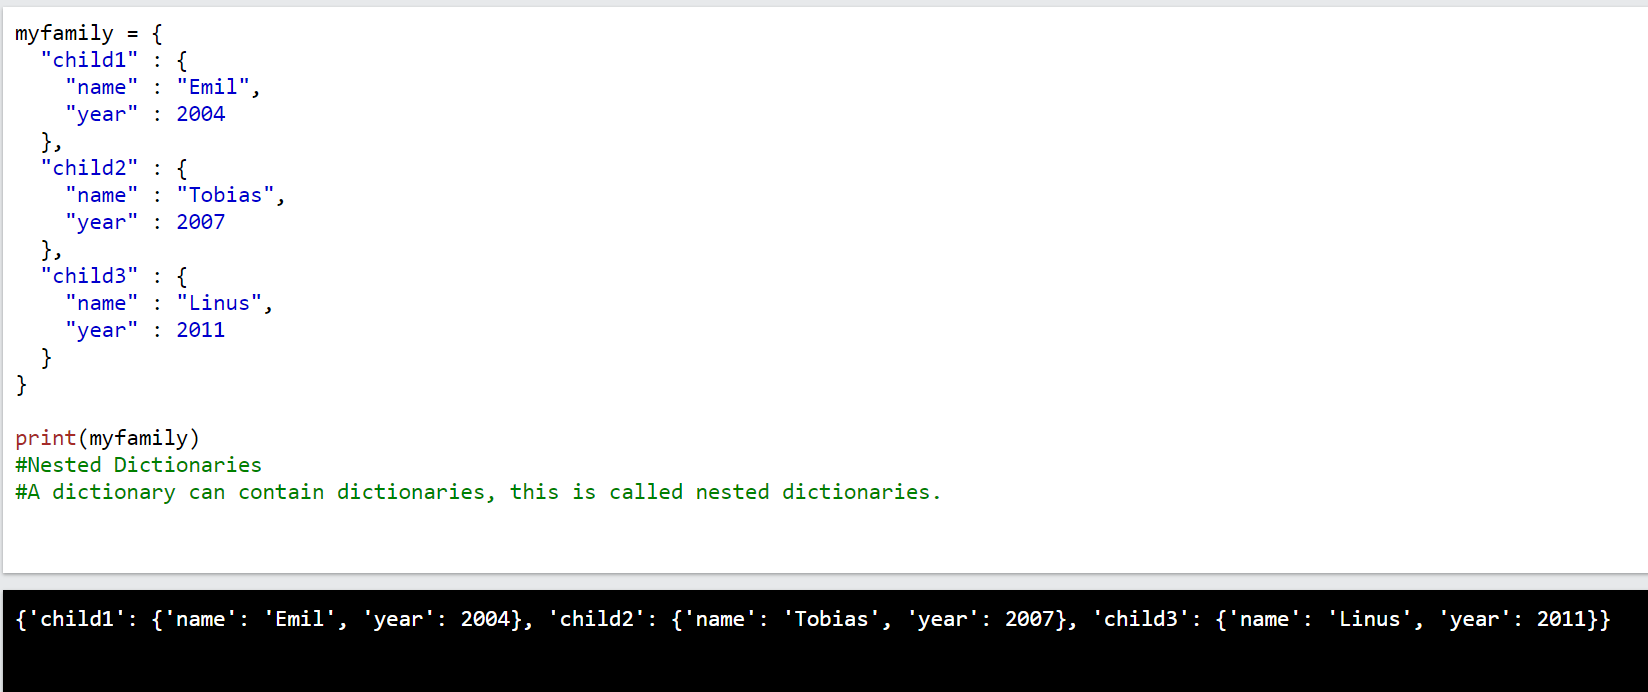 myfamily = {
  "child1" : {
    "name" : "Emil",
    "year" : 2004
  },
  "child2" : {
    "name" : "Tobias",
    "year" : 2007
  },
  "child3" : {
    "name" : "Linus",
    "year" : 2011
  }
}
print(myfamily)
#Nested Dictionaries
#A dictionary can contain dictionaries, this is called nested dictionaries.
{'child1': {'name': 'Emil', 'year': 2004}, 'child2': {'name': 'Tobias', 'year': 2007}, 'child3': {'name': 'Linus', 'year': 2011}}